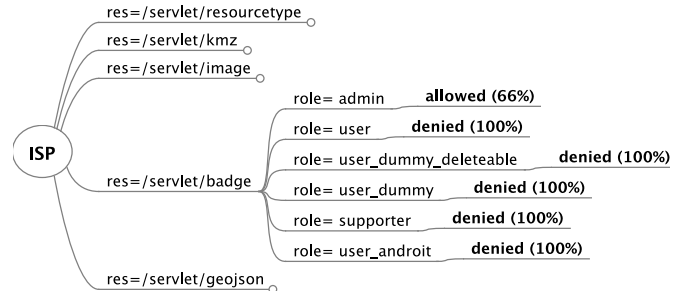 res=/servlet/resourcetype
res=/servlet/kmz
res=/servlet/image
ISP
res=/servlet/badge
role= admin allowed (66%)
role= user denied (100%)
role= user_dummy_deleteable denied (100%)
role= user_dummy denied (100%)
role= supporter denied (100%)
role= user_androit denied (100%)
res=/servlet/geojson